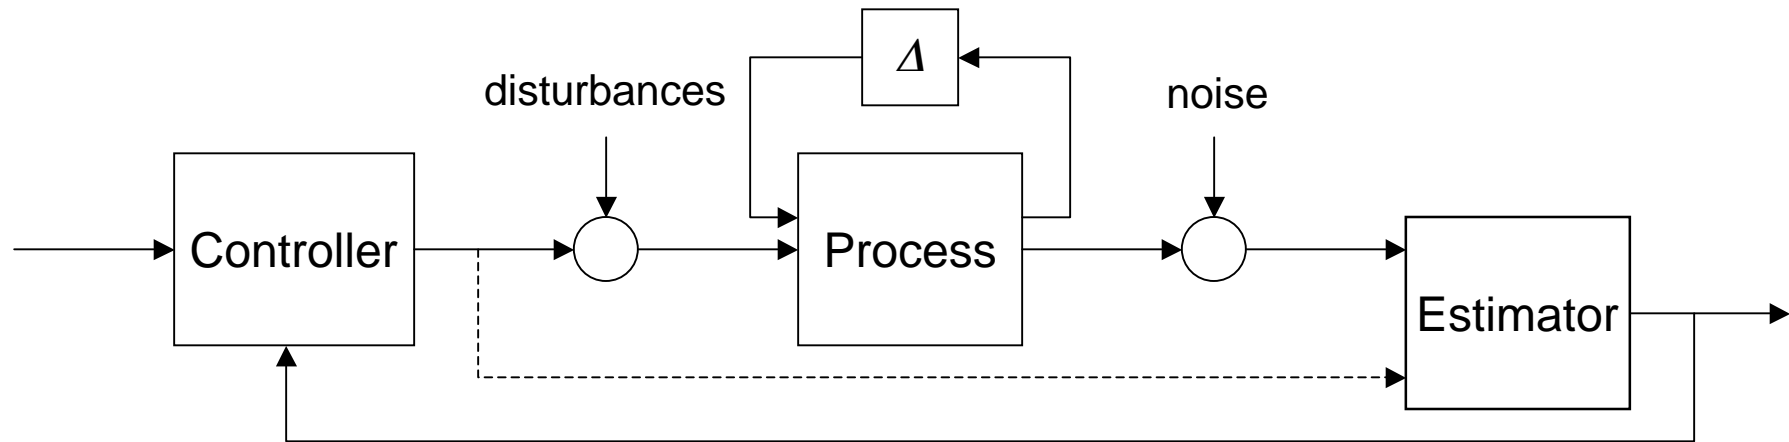 Δ
disturbances
noise
Controller
Process
Estimator